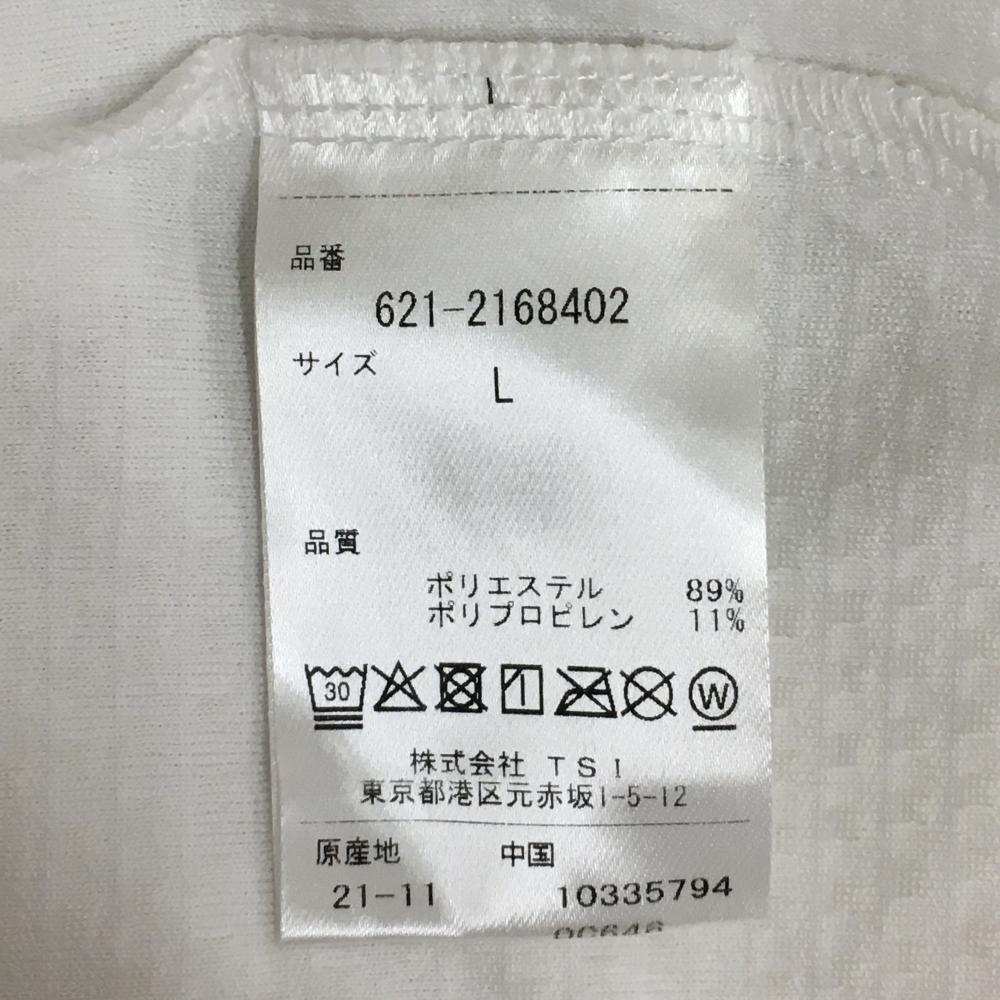 品番
621-2168402
サイズ
L
品質
ポリエステル 89%
ポリプロピレン 11%
30 W
株式会社 TSI
東京都港区元赤坂1-5-12
原産地 中国
21-11 10335794